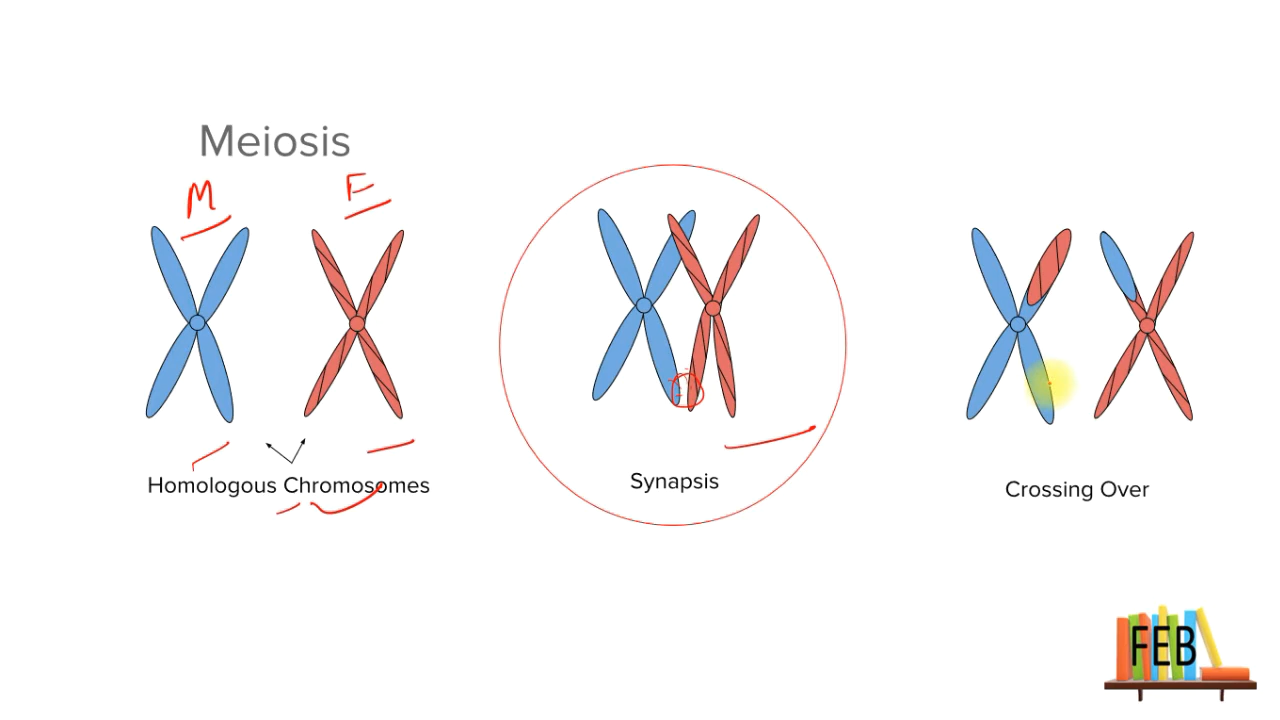 Meiosis
M
F
Homologous Chromosomes
Synapsis
Crossing Over
FEB